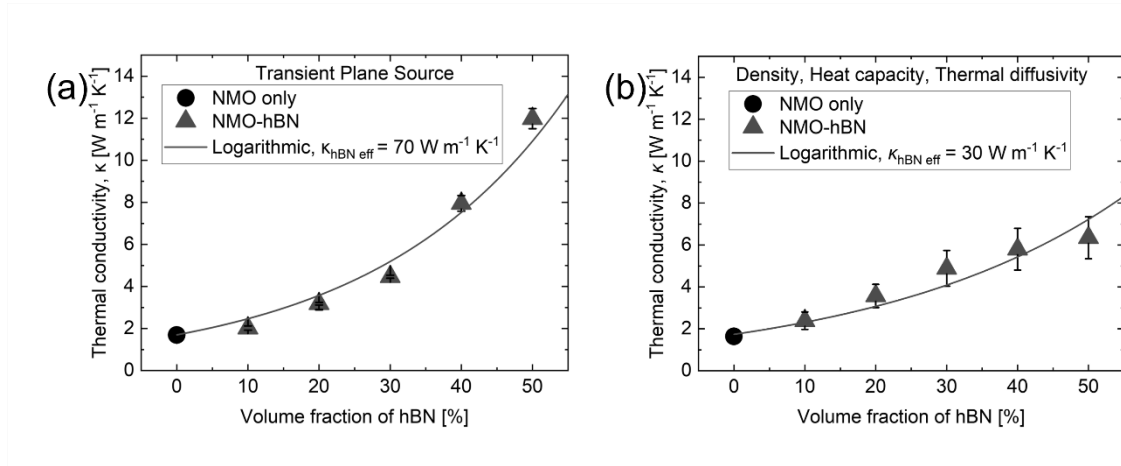 (a)
Transient Plane Source
NMO only
NMO-hBN
Logarithmic, κhBN eff = 70 W m-1 K-1
Thermal conductivity, κ [W m-1 K-1]
14
12
10
8
6
4
2
0
0 10 20 30 40 50
Volume fraction of hBN [%]
(b)
Density, Heat capacity, Thermal diffusivity
NMO only
NMO-hBN
Logarithmic, κhBN eff = 30 W m-1 K-1
Thermal conductivity, κ [W m-1 K-1]
14
12
10
8
6
4
2
0
0 10 20 30 40 50
Volume fraction of hBN [%]